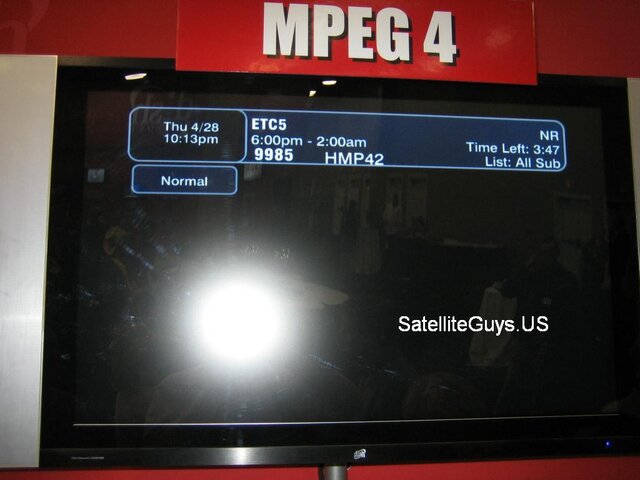 MPEG 4
Thu 4/28
10:13pm
ETC5
6:00pm - 2:00am
9985 HMP42
NR
Time Left: 3:47
List: All Sub
Normal
SatelliteGuys.US